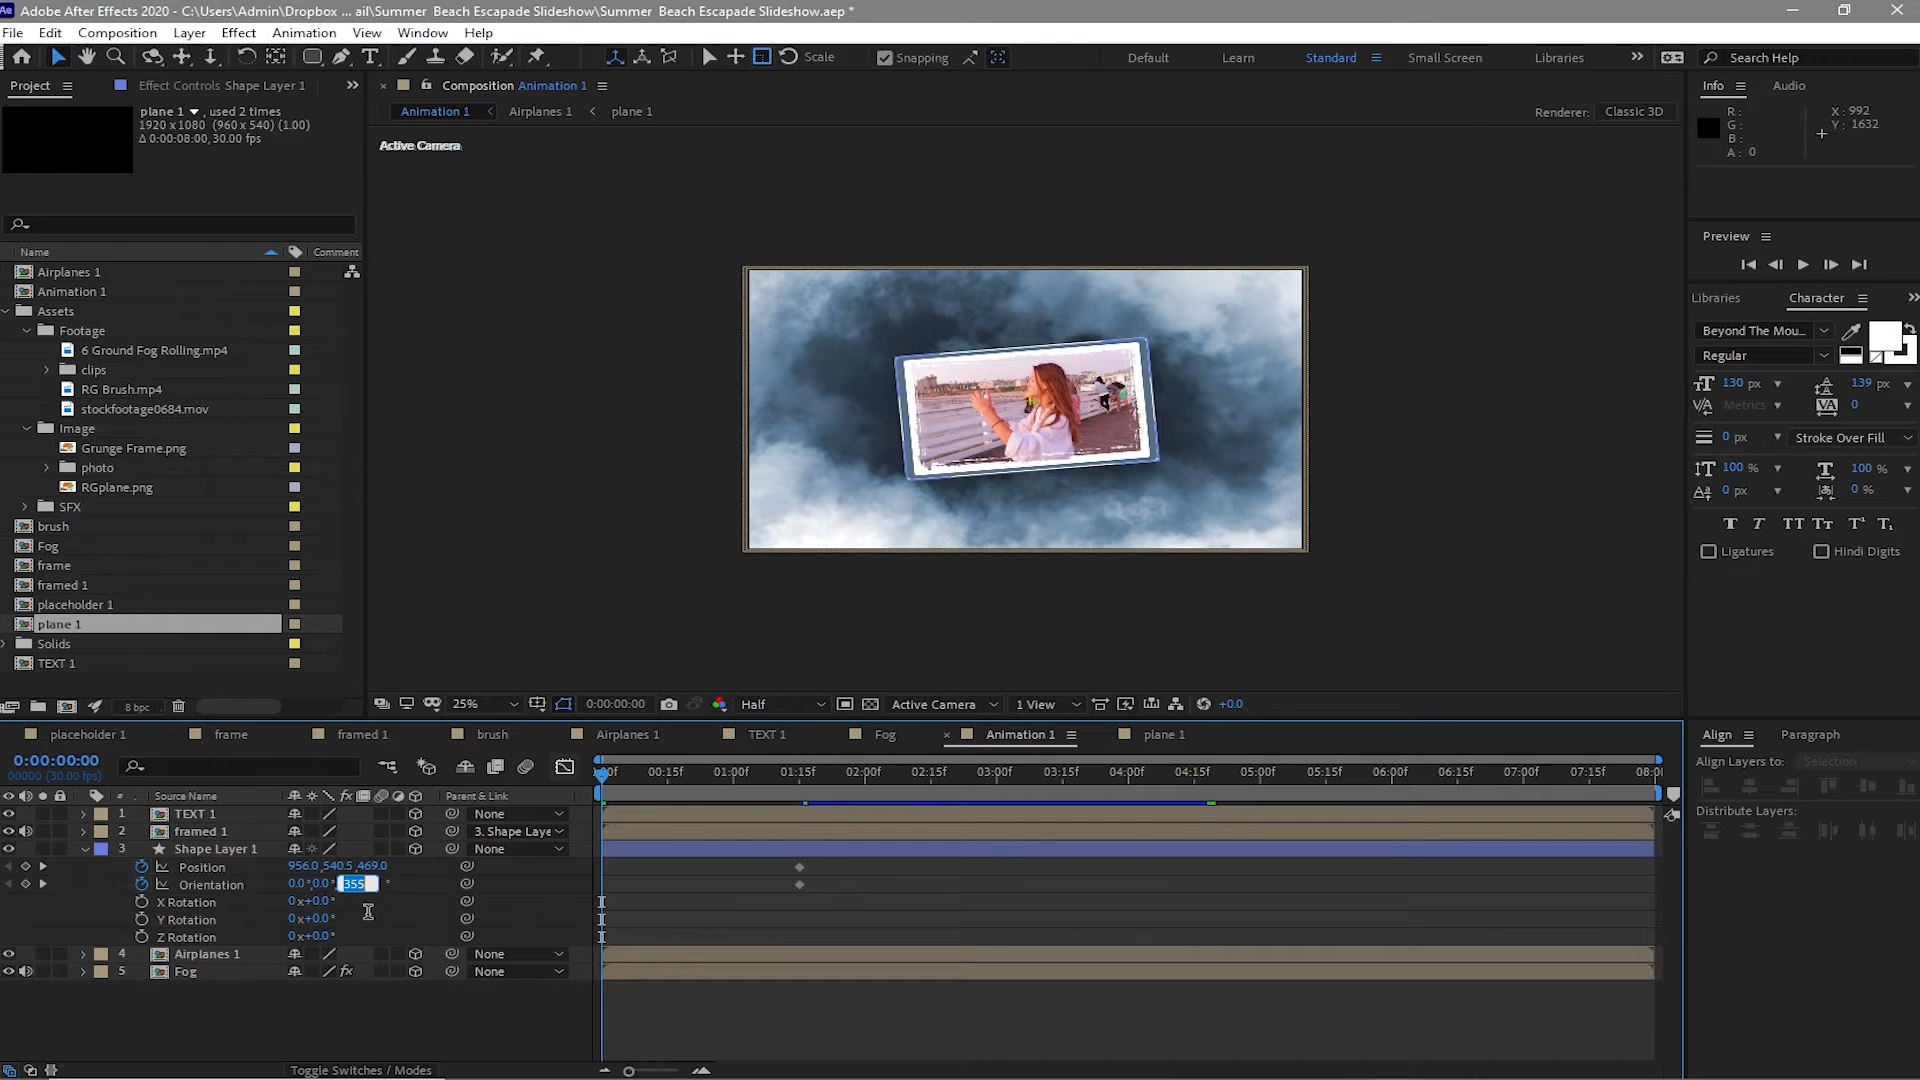 Adobe After Effects 2020 - C:\Users\Admin\Dropbox ... ail\Summer Beach Escapade Slideshow\Summer Beach Escapade Slideshow.aep *
File Edit Composition Layer Effect Animation View Window Help
Scale Snapping Default Learn Standard Small Screen Libraries Search Help
Project Effect Controls Shape Layer 1
Composition Animation 1
Info Audio
plane 1 , used 2 times
1920 x 1080 (960 x 540) (1.00)
Δ 0:00:08:00, 30.00 fps
Animation 1 Airplanes 1 plane 1
Renderer: Classic 3D
R: X: 992
G: Y: 1632
B:
A: 0
Active Camera
Name Comment
Airplanes 1
Animation 1
Assets
Footage
6 Ground Fog Rolling.mp4
clips
RG Brush.mp4
stockfootage0684.mov
Image
Grunge Frame.png
photo
RGplane.png
SFX
brush
Fog
frame
framed 1
placeholder 1
plane 1
Solids
TEXT 1
8 bpc
Preview
Libraries Character
Beyond The Mou...
Regular
130 px 139 px
Metrics 0
0 px Stroke Over Fill
100 % 100 %
0 px 0 %
T T TT Tт T¹ T₁
Ligatures Hindi Digits
25% 0:00:00:00 Half Active Camera 1 View +0.0
placeholder 1 frame framed 1 brush Airplanes 1 TEXT 1 Fog Animation 1 plane 1
0:00:00:00
00000 (30.00 fps)
00f 00:15f 01:00f 01:15f 02:00f 02:15f 03:00f 03:15f 04:00f 04:15f 05:00f 05:15f 06:00f 06:15f 07:00f 07:15f 08:00
# Source Name fx Parent & Link
1 TEXT 1 None
2 framed 1 3. Shape Laye
3 Shape Layer 1 None
Position 956.0,540.5,469.0
Orientation 0.0°,0.0°, 355 °
X Rotation 0x+0.0°
Y Rotation 0x+0.0°
Z Rotation 0x+0.0°
4 Airplanes 1 None
5 Fog fx None
Toggle Switches / Modes
Align Paragraph
Align Layers to: Selection
Distribute Layers: